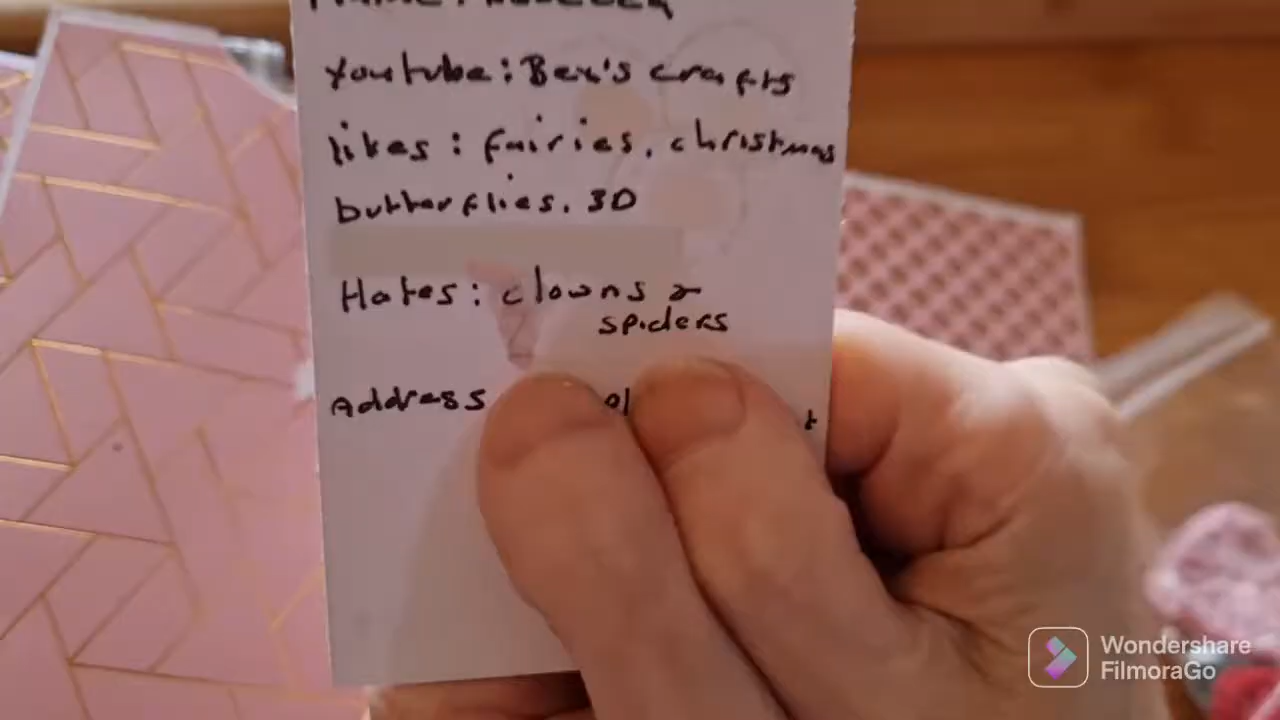 Youtube: Bex's crafts
likes: fairies, christmas
butterflies, 3D
Hates: clowns &
spiders
Address
Wondershare
FilmoraGo